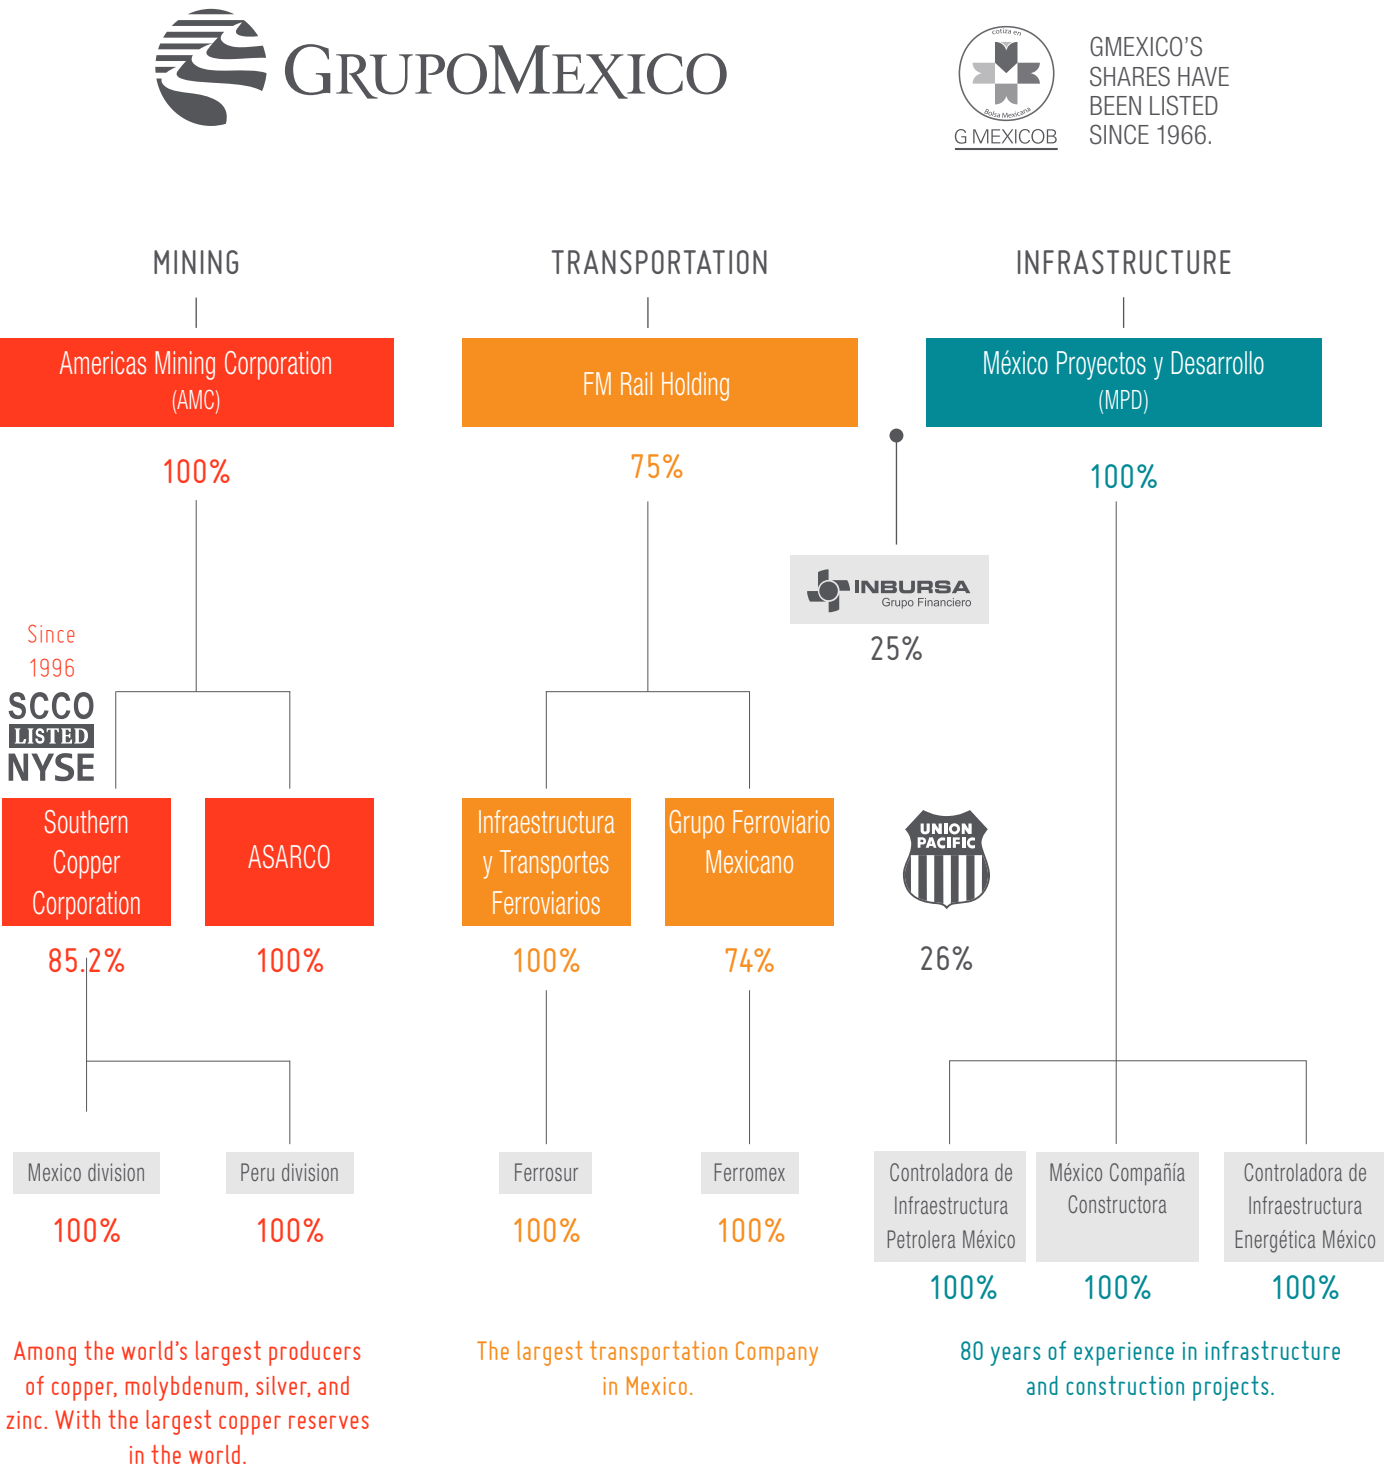 GRUPOMEXICO
cotiza en
Bolsa Mexicana
G MEXICOB
GMEXICO'S
SHARES HAVE
BEEN LISTED
SINCE 1966.
MINING
Americas Mining Corporation
(AMC)
100%
Since
1996
SCCO
LISTED
NYSE
Southern
Copper
Corporation
85.2%
ASARCO
100%
Mexico division
100%
Peru division
100%
Among the world's largest producers
of copper, molybdenum, silver, and
zinc. With the largest copper reserves
in the world.
TRANSPORTATION
FM Rail Holding
75%
INBURSA
Grupo Financiero
25%
Infraestructura
y Transportes
Ferroviarios
100%
Grupo Ferroviario
Mexicano
74%
UNION
PACIFIC
26%
Ferrosur
100%
Ferromex
100%
The largest transportation Company
in Mexico.
INFRASTRUCTURE
México Proyectos y Desarrollo
(MPD)
100%
Controladora de
Infraestructura
Petrolera México
100%
México Compañía
Constructora
100%
Controladora de
Infraestructura
Energética México
100%
80 years of experience in infrastructure
and construction projects.